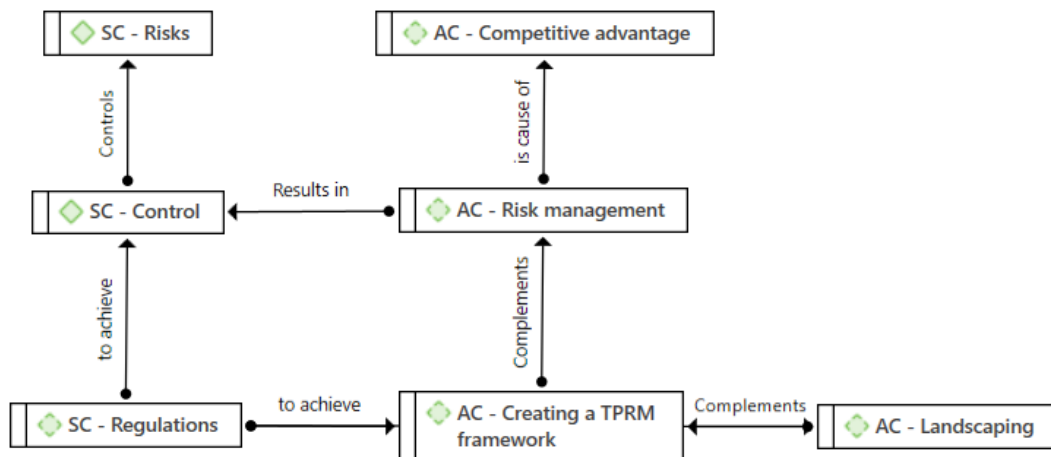 SC - Risks
AC - Competitive advantage
Controls
is cause of
Results in
SC - Control
AC - Risk management
to achieve
Complements
to achieve
Complements
SC - Regulations
AC - Creating a TPRM
framework
AC - Landscaping